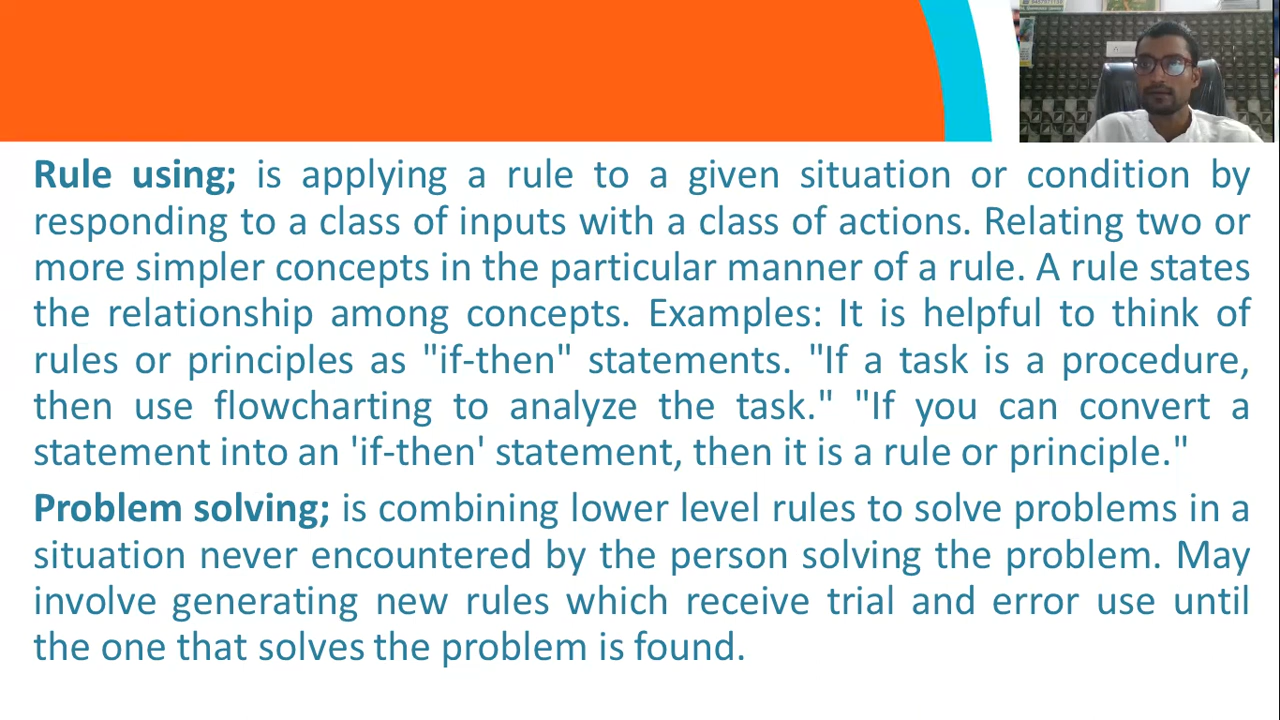 Rule using; is applying a rule to a given situation or condition by
responding to a class of inputs with a class of actions. Relating two or
more simpler concepts in the particular manner of a rule. A rule states
the relationship among concepts. Examples: It is helpful to think of
rules or principles as "if-then" statements. "If a task is a procedure,
then use flowcharting to analyze the task." "If you can convert a
statement into an 'if-then' statement, then it is a rule or principle."
Problem solving; is combining lower level rules to solve problems in a
situation never encountered by the person solving the problem. May
involve generating new rules which receive trial and error use until
the one that solves the problem is found.